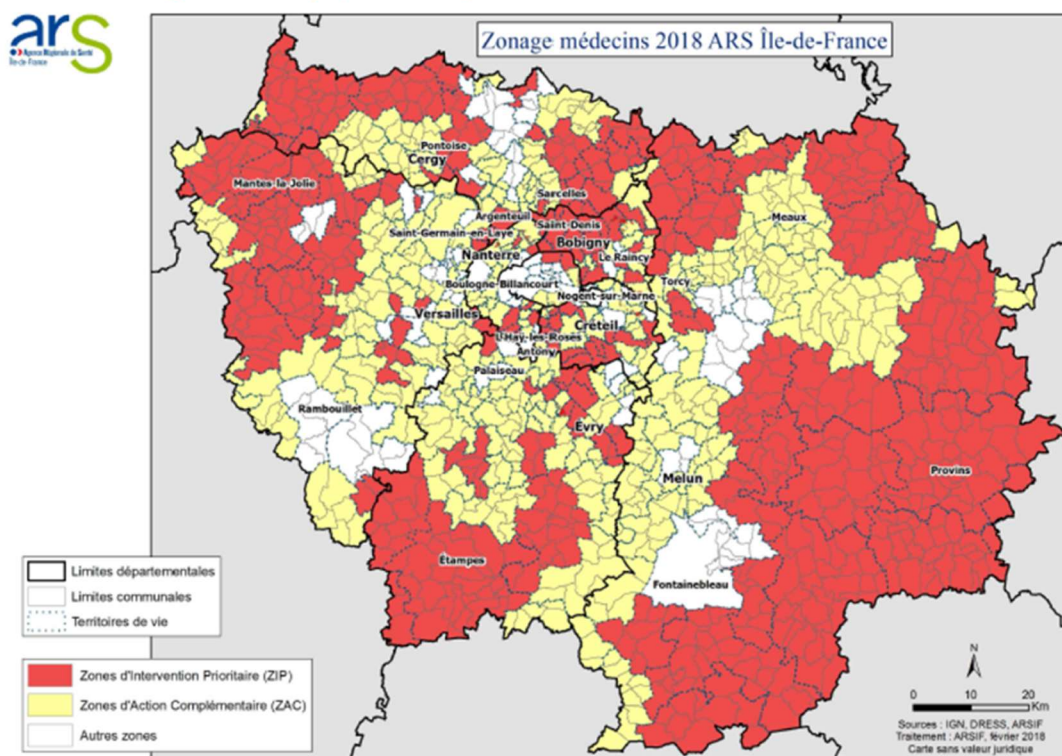 arS
Agence Régionale de Santé
Île-de-France
Zonage médecins 2018 ARS Île-de-France
Pontoise
Cergy
Mantes-la-Jolie
Sarcelles
Meaux
Argenteuil
Saint-Denis
Saint-Germain-en-Laye
Bobigny
Nanterre
Le Raincy
Boulogne-Billancourt
Torcy
Nogent-sur-Marne
Versailles
Créteil
L'Haÿ-les-Roses
Antony
Palaiseau
Rambouillet
Évry
Provins
Melun
Étampes
Fontainebleau
Limites départementales
Limites communales
Territoires de vie
Zones d'Intervention Prioritaire (ZIP)
Zones d'Action Complémentaire (ZAC)
Autres zones
N
0 10 20
Km
Sources : IGN, DRESS, ARSIF
Traitement : ARSIF, février 2018
Carte sans valeur juridique